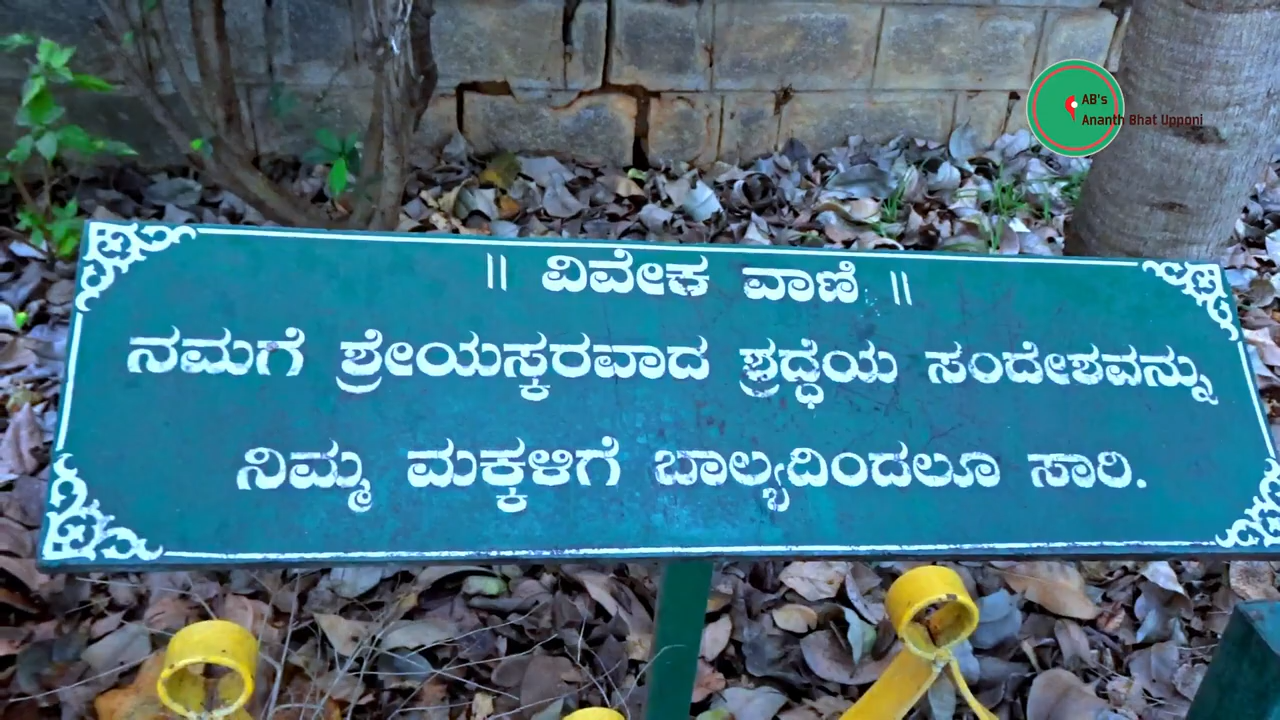 AB's
Ananth Bhat Upponi
॥ ವಿವೇಕ ವಾಣಿ ॥
ನಮಗೆ ಶ್ರೇಯಸ್ಕರವಾದ ಶ್ರದ್ಧೆಯ ಸಂದೇಶವನ್ನು
ನಿಮ್ಮ ಮಕ್ಕಳಿಗೆ ಬಾಲ್ಯದಿಂದಲೂ ಸಾರಿ.